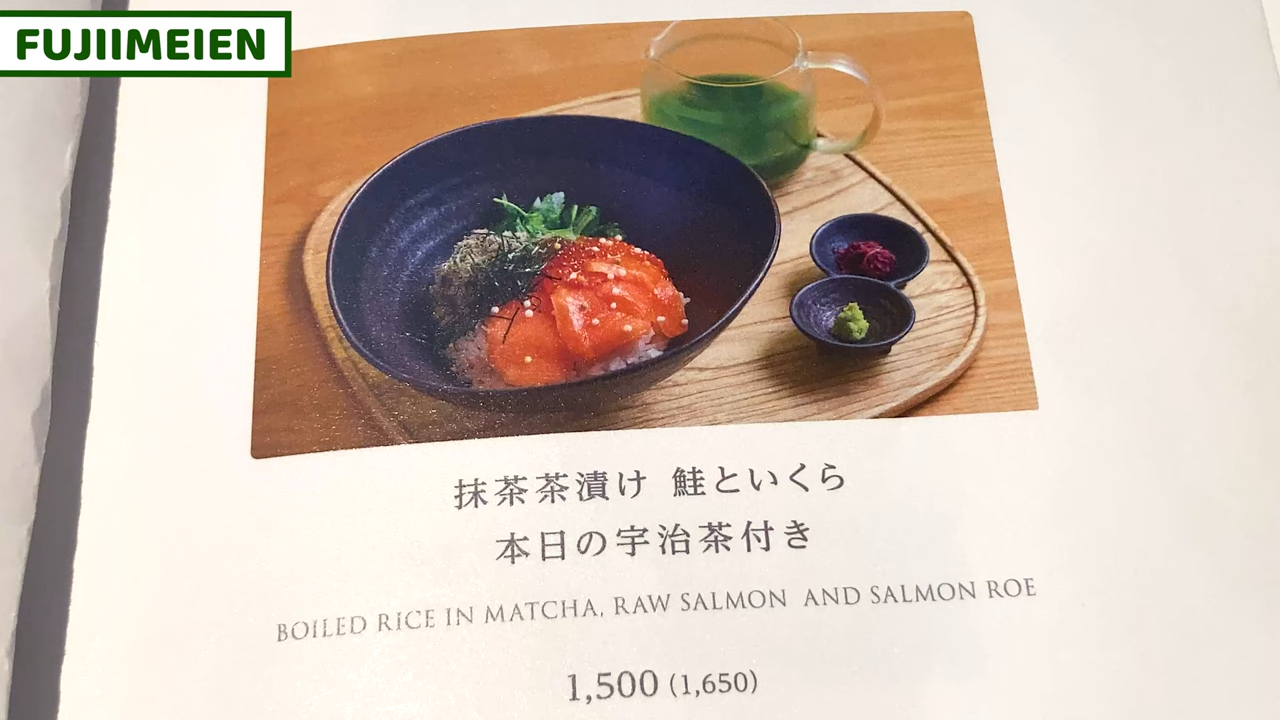 FUJIIMEIEN
抹茶茶漬け 鮭といくら
本日の宇治茶付き
BOILED RICE IN MATCHA, RAW SALMON AND SALMON ROE
1,500 (1,650)